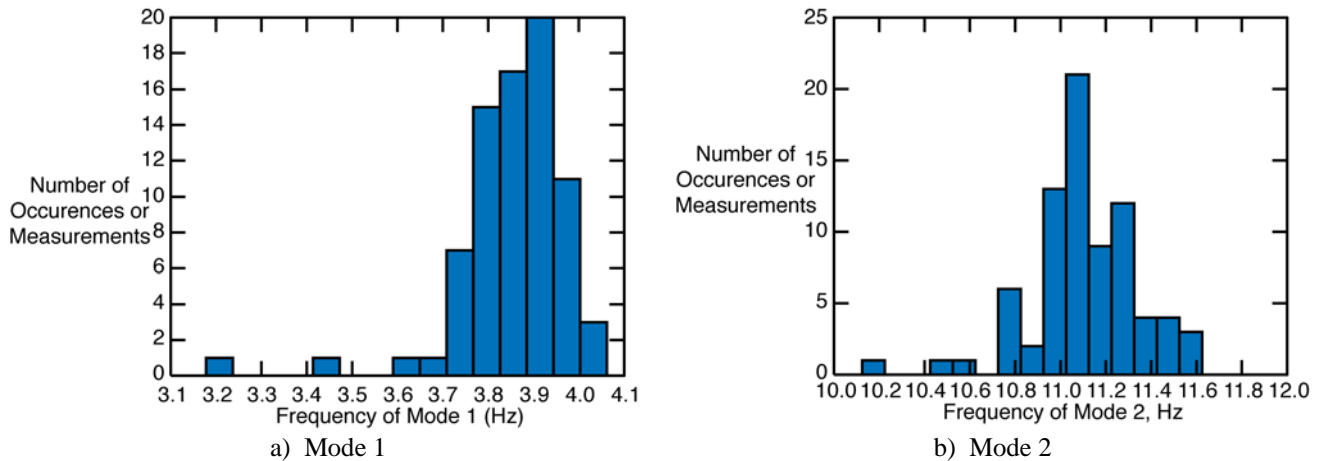 20
18
16
14
12
10
8
6
4
2
0
Number of
Occurences or
Measurements
3.1 3.2 3.3 3.4 3.5 3.6 3.7 3.8 3.9 4.0 4.1
Frequency of Mode 1 (Hz)
a) Mode 1
25
20
15
10
5
0
Number of
Occurences or
Measurements
10.0 10.2 10.4 10.6 10.8 11.0 11.2 11.4 11.6 11.8 12.0
Frequency of Mode 2, Hz
b) Mode 2